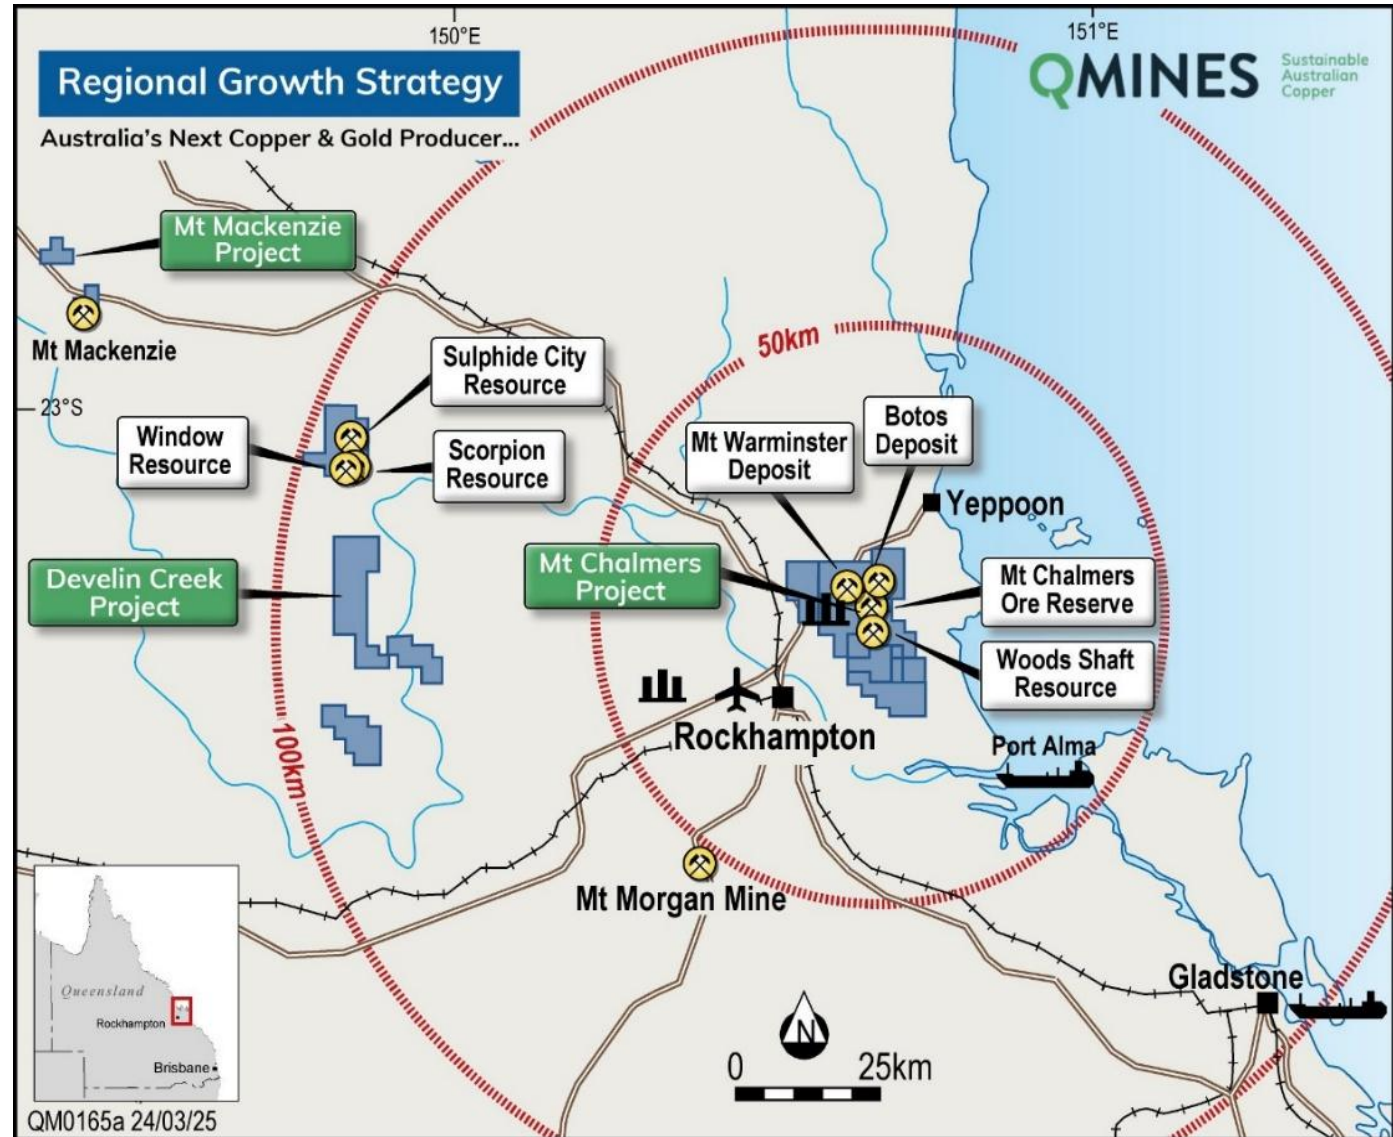 150°E
151°E
Regional Growth Strategy
Australia's Next Copper & Gold Producer...
QMINES
Sustainable
Australian
Copper
Mt Mackenzie
Project
Mt Mackenzie
23°S
50km
Sulphide City
Resource
Window
Resource
Scorpion
Resource
Mt Warminster
Deposit
Botos
Deposit
Yeppoon
Develin Creek
Project
Mt Chalmers
Project
Mt Chalmers
Ore Reserve
Woods Shaft
Resource
100km
Rockhampton
Port Alma
Mt Morgan Mine
Gladstone
Queensland
Rockhampton
Brisbane
N
0 25km
QM0165a 24/03/25